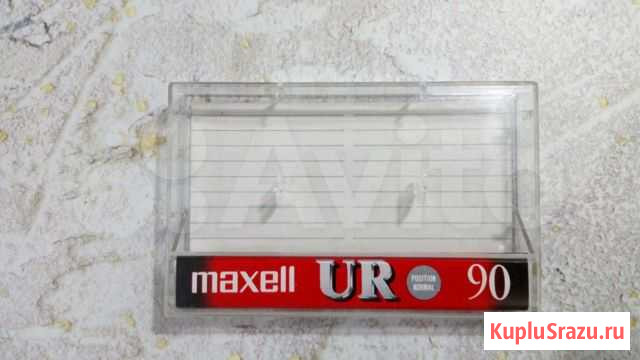 Avito
maxell UR POSITION NORMAL 90
KupluSrazu.ru